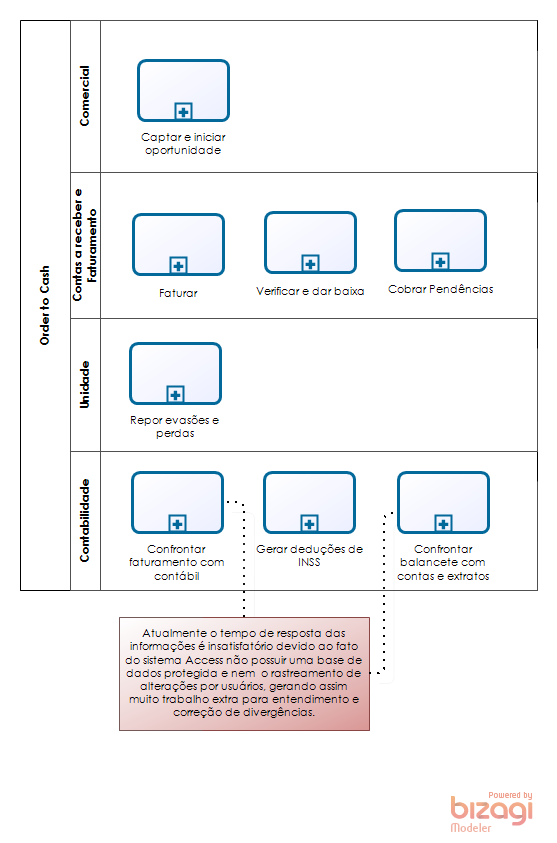 Order to Cash
Comercial
Captar e iniciar
oportunidade
Contas a receber e
Faturamento
Faturar
Verificar e dar baixa
Cobrar Pendências
Unidade
Repor evasões e
perdas
Contabilidade
Confrontar
faturamento com
contábil
Gerar deduções de
INSS
Confrontar
balancete com
contas e extratos
Atualmente o tempo de resposta das
informações é insatisfatório devido ao fato
do sistema Access não possuir uma base de
dados protegida e nem o rastreamento de
alterações por usuários, gerando assim
muito trabalho extra para entendimento e
correção de divergências.
Powered by
bizagi
Modeler